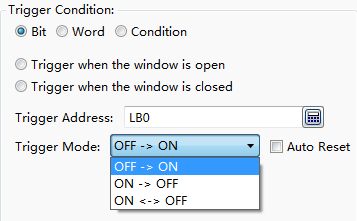 Trigger Condition:
Bit Word Condition
Trigger when the window is open
Trigger when the window is closed
Trigger Address: LB0
Trigger Mode: OFF -> ON Auto Reset
OFF -> ON
ON -> OFF
ON <-> OFF